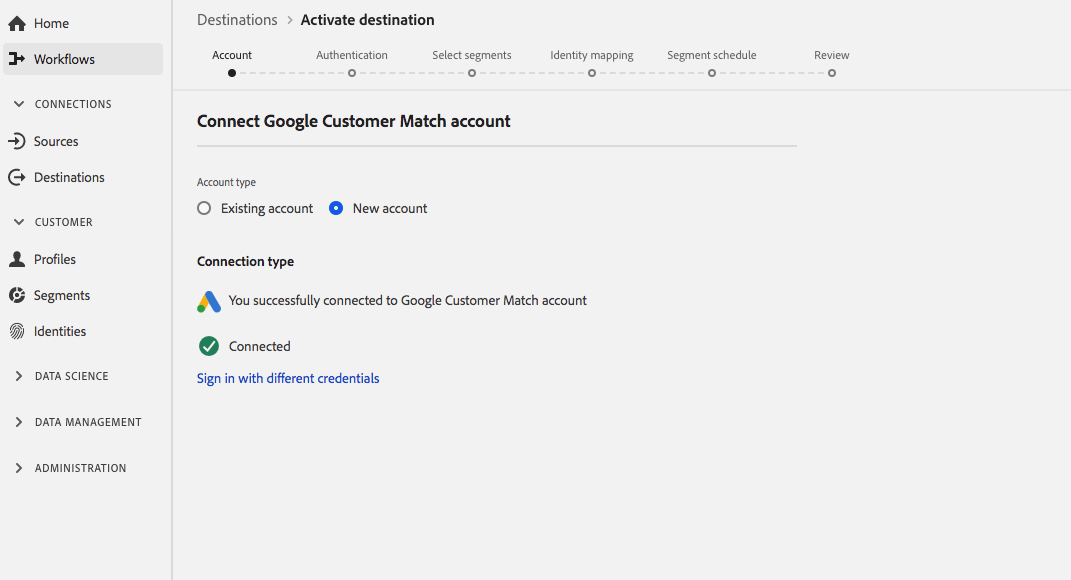 Home
Workflows
CONNECTIONS
Sources
Destinations
CUSTOMER
Profiles
Segments
Identities
DATA SCIENCE
DATA MANAGEMENT
ADMINISTRATION
Destinations > Activate destination
Account Authentication Select segments Identity mapping Segment schedule Review
Connect Google Customer Match account
Account type
Existing account New account
Connection type
You successfully connected to Google Customer Match account
Connected
Sign in with different credentials